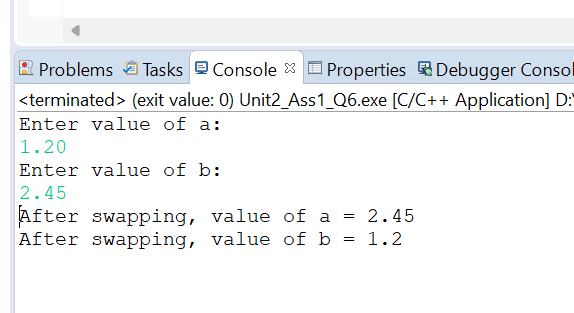 Problems Tasks Console Properties Debugger Consol
<terminated> (exit value: 0) Unit2_Ass1_Q6.exe [C/C++ Application] D:\
Enter value of a:
1.20
Enter value of b:
2.45
After swapping, value of a = 2.45
After swapping, value of b = 1.2